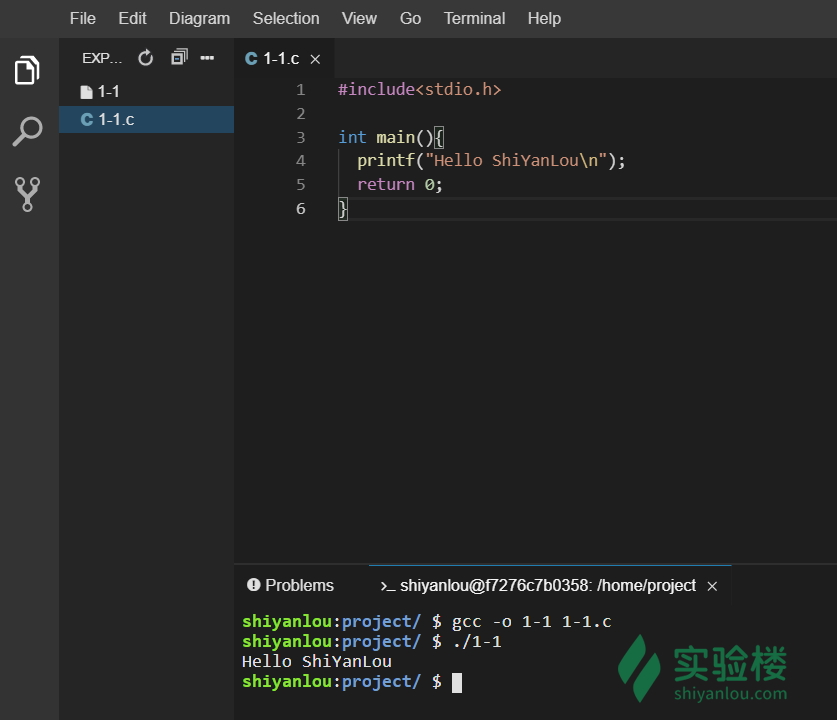 File Edit Diagram Selection View Go Terminal Help
EXP...
1-1
C 1-1.c
C 1-1.c ×
1 #include<stdio.h>
2
3 int main(){
4 printf("Hello ShiYanLou\n");
5 return 0;
6 }
Problems
>_ shiyanlou@f7276c7b0358: /home/project ×
shiyanlou:project/ $ gcc -o 1-1 1-1.c
shiyanlou:project/ $ ./1-1
Hello ShiYanLou
shiyanlou:project/ $
实验楼
shiyanlou.com